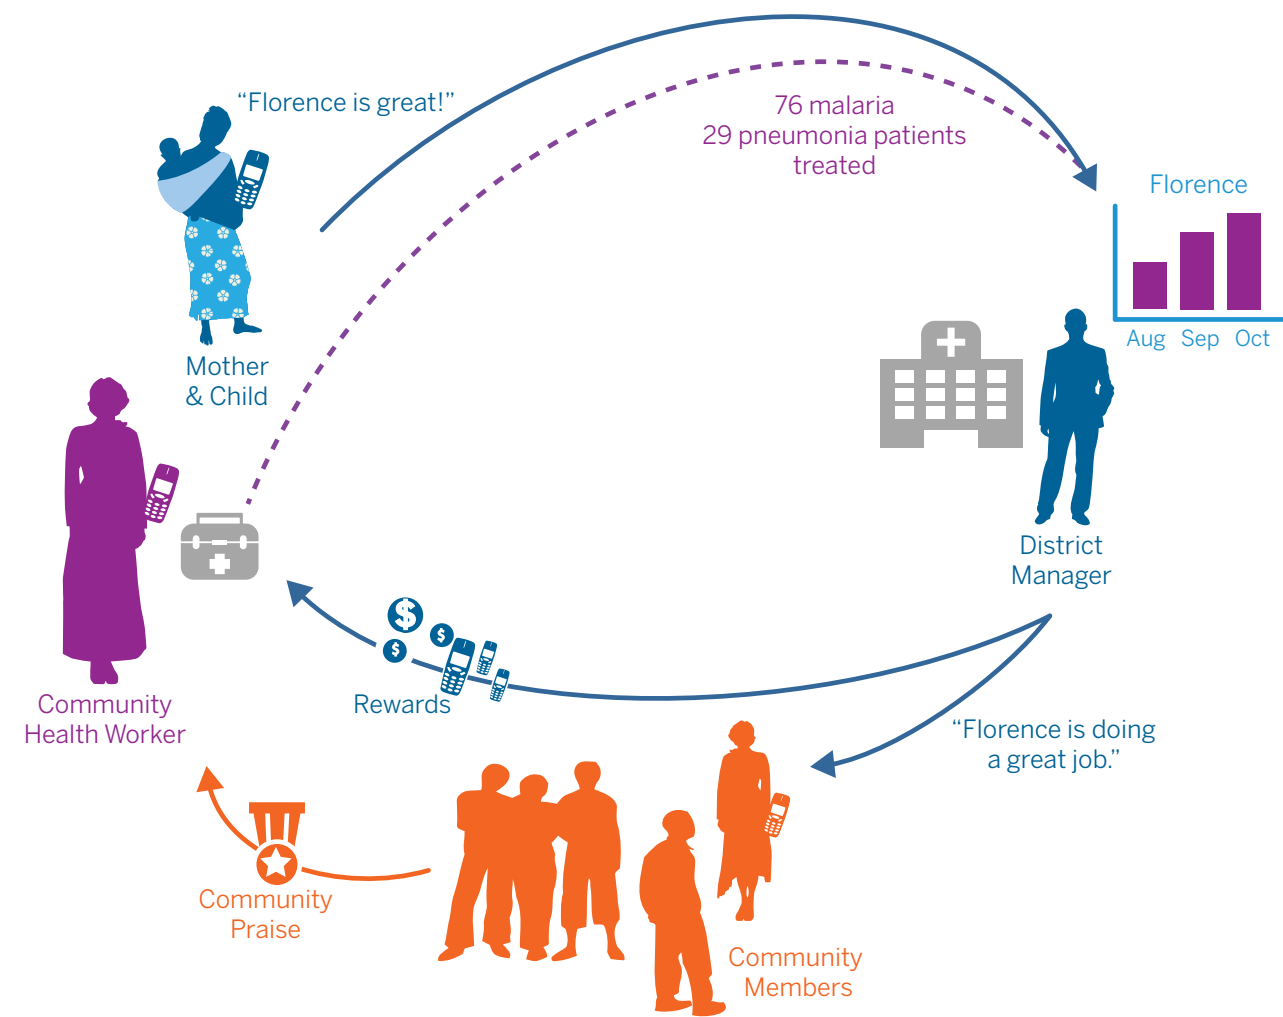 “Florence is great!”
76 malaria
29 pneumonia patients
treated
Florence
Aug Sep Oct
Mother
& Child
District
Manager
Community
Health Worker
$
$
$
Rewards
“Florence is doing
a great job.”
Community
Praise
Community
Members